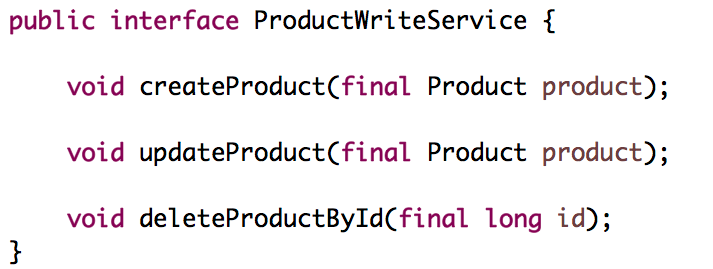 public interface ProductWriteService {
void createProduct(final Product product);
void updateProduct(final Product product);
void deleteProductById(final long id);
}